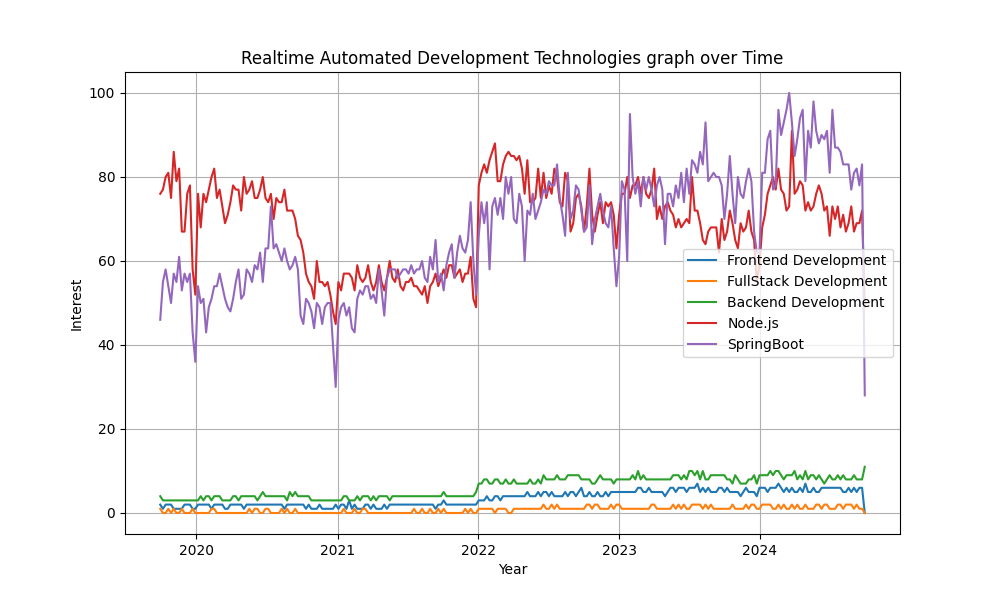 Realtime Automated Development Technologies graph over Time
100
80
60
40
20
0
Interest
Frontend Development
FullStack Development
Backend Development
Node.js
SpringBoot
2020
2021
2022
2023
2024
Year